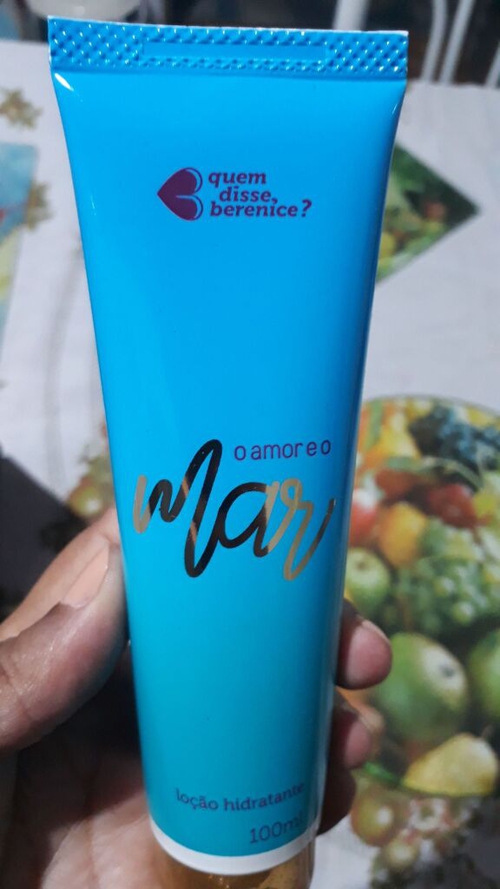 quem
disse,
berenice?
o amor e o
mar
loção hidratante
100ml